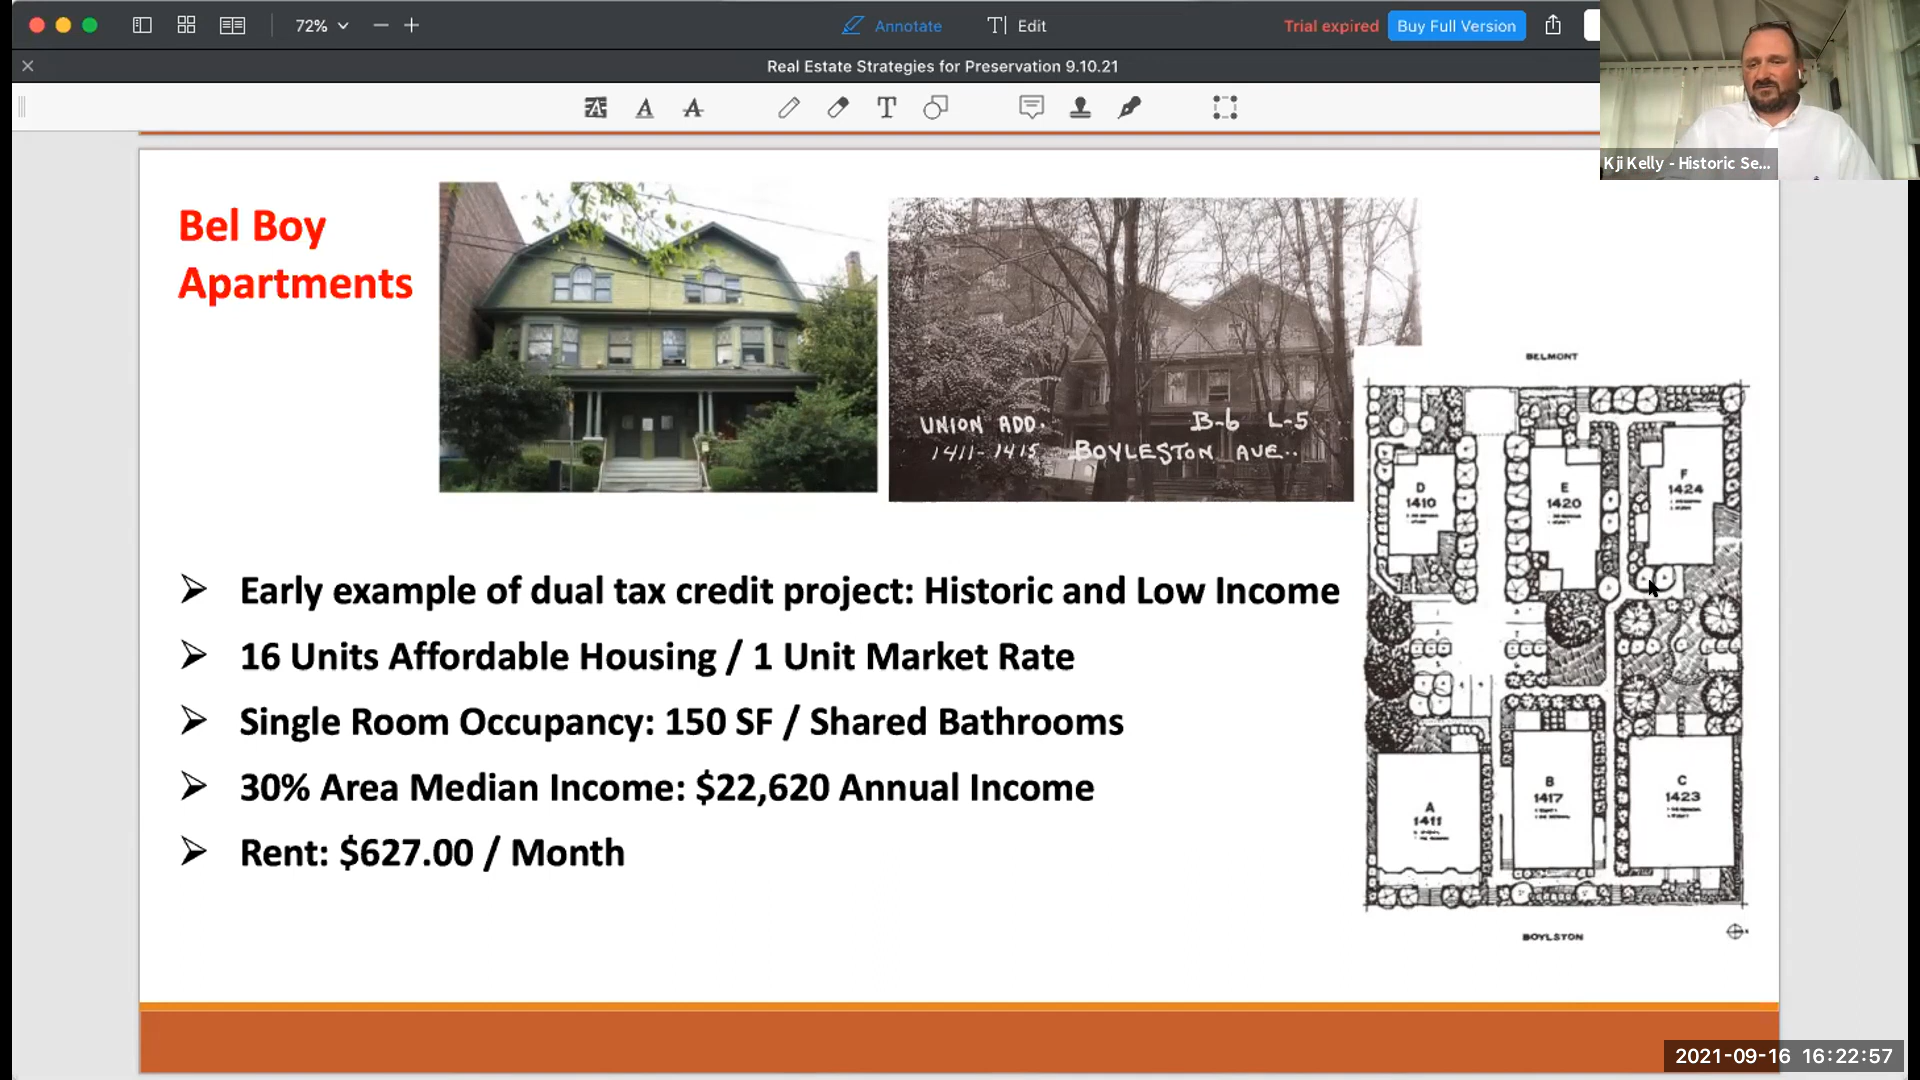 72%
Annotate
Edit
Trial expired
Buy Full Version
Real Estate Strategies for Preservation 9.10.21
Kji Kelly - Historic Se...
Bel Boy
Apartments
UNION ADD. B-6 L-5
1411-1415 BOYLESTON AVE..
BELMONT
D
1410
E
1420
F
1424
A
1411
B
1417
C
1423
BOYLSTON
➢ Early example of dual tax credit project: Historic and Low Income
➢ 16 Units Affordable Housing / 1 Unit Market Rate
➢ Single Room Occupancy: 150 SF / Shared Bathrooms
➢ 30% Area Median Income: $22,620 Annual Income
➢ Rent: $627.00 / Month
2021-09-16 16:22:57